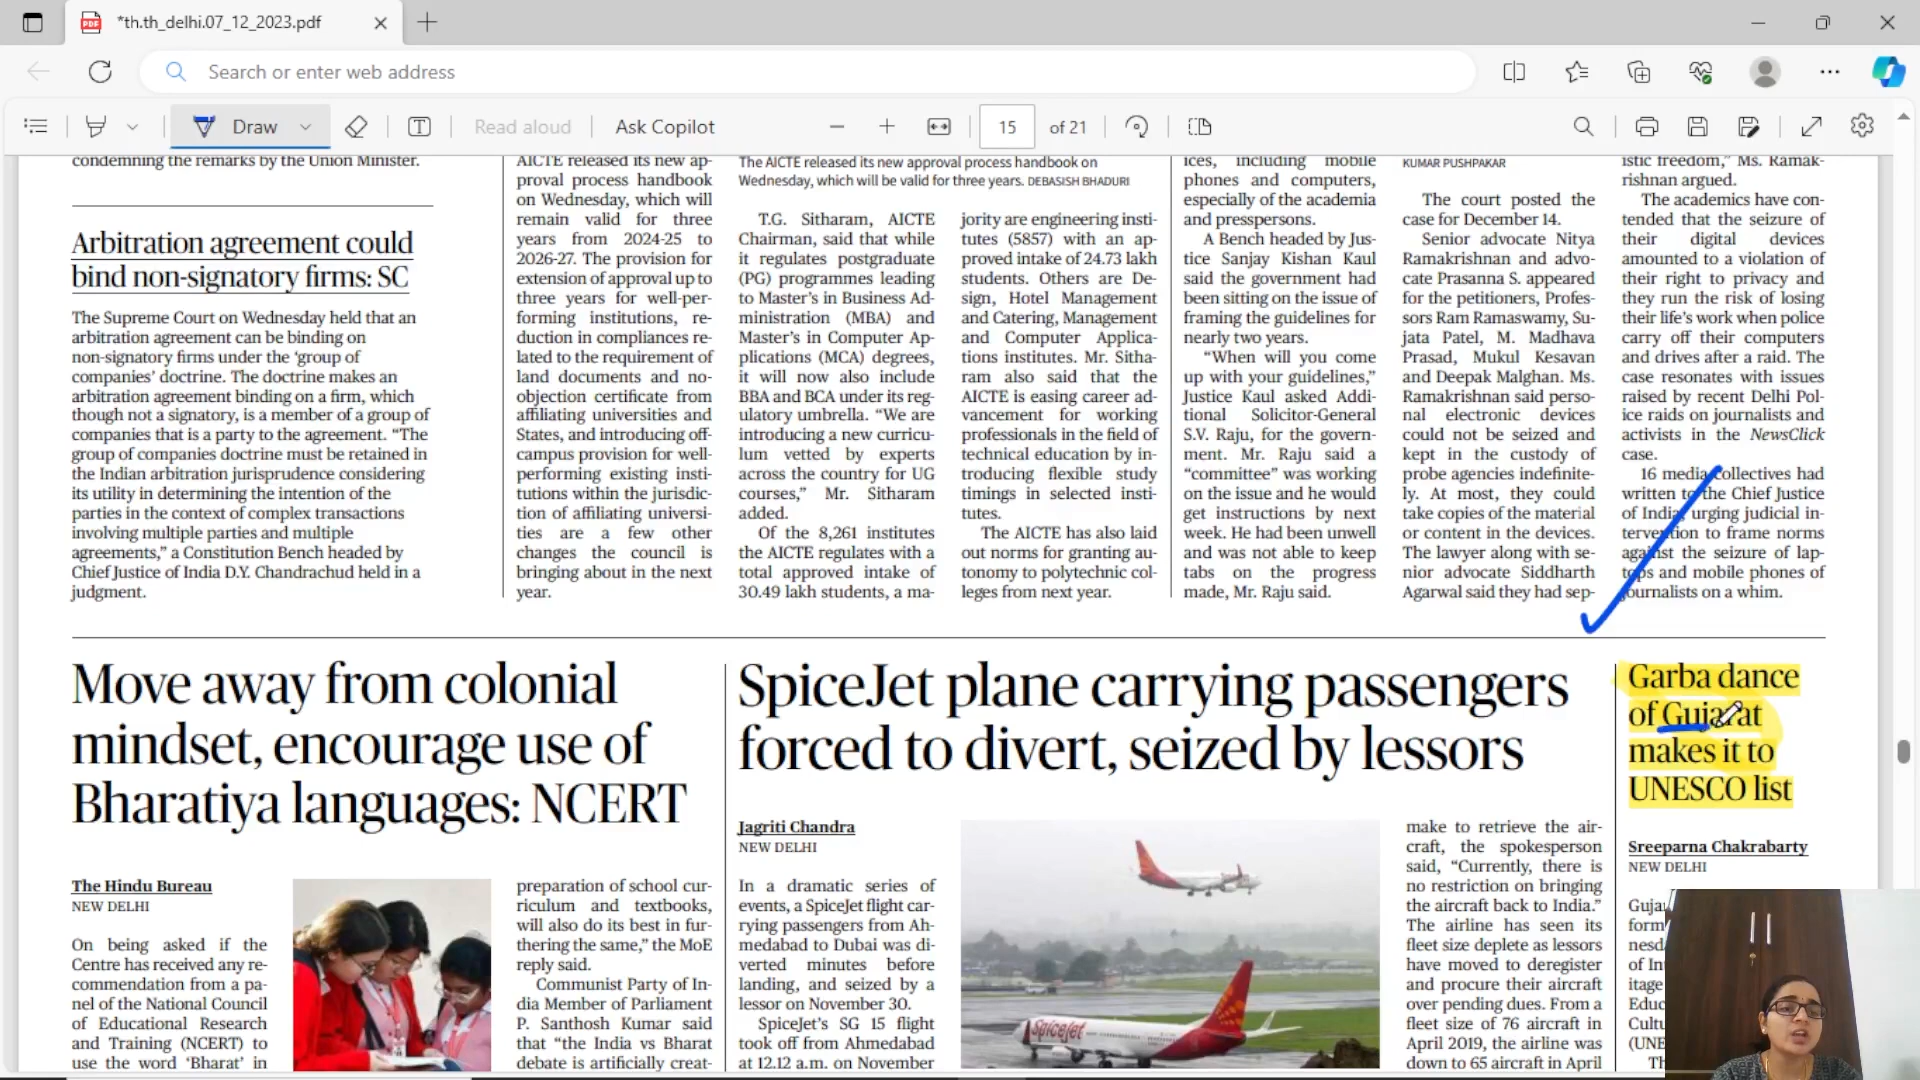 *th.th_delhi.07_12_2023.pdf
Search or enter web address
Draw
Read aloud
Ask Copilot
15
of 21
condemning the remarks by the Union Minister.
Arbitration agreement could
bind non-signatory firms: SC
The Supreme Court on Wednesday held that an
arbitration agreement can be binding on
non-signatory firms under the ‘group of
companies’ doctrine. The doctrine makes an
arbitration agreement binding on a firm, which
though not a signatory, is a member of a group of
companies that is a party to the agreement. “The
group of companies doctrine must be retained in
the Indian arbitration jurisprudence considering
its utility in determining the intention of the
parties in the context of complex transactions
involving multiple parties and multiple
agreements,” a Constitution Bench headed by
Chief Justice of India D.Y. Chandrachud held in a
judgment.
AICTE released its new ap-
proval process handbook
on Wednesday, which will
remain valid for three
years from 2024-25 to
2026-27. The provision for
extension of approval up to
three years for well-per-
forming institutions, re-
duction in compliances re-
lated to the requirement of
land documents and no-
objection certificate from
affiliating universities and
States, and introducing off-
campus provision for well-
performing existing insti-
tutions within the jurisdic-
tion of affiliating universi-
ties are a few other
changes the council is
bringing about in the next
year.
The AICTE released its new approval process handbook on
Wednesday, which will be valid for three years. DEBASISH BHADURI
T.G. Sitharam, AICTE
Chairman, said that while
it regulates postgraduate
(PG) programmes leading
to Master’s in Business Ad-
ministration (MBA) and
Master’s in Computer Ap-
plications (MCA) degrees,
it will now also include
BBA and BCA under its reg-
ulatory umbrella. “We are
introducing a new curricu-
lum vetted by experts
across the country for UG
courses,” Mr. Sitharam
added.
Of the 8,261 institutes
the AICTE regulates with a
total approved intake of
30.49 lakh students, a ma-
jority are engineering insti-
tutes (5857) with an ap-
proved intake of 24.73 lakh
students. Others are De-
sign, Hotel Management
and Catering, Management
and Computer Applica-
tions institutes. Mr. Sitha-
ram also said that the
AICTE is easing career ad-
vancement for working
professionals in the field of
technical education by in-
troducing flexible study
timings in selected insti-
tutes.
The AICTE has also laid
out norms for granting au-
tonomy to polytechnic col-
leges from next year.
ices, including mobile
phones and computers,
especially of the academia
and presspersons.
A Bench headed by Jus-
tice Sanjay Kishan Kaul
said the government had
been sitting on the issue of
framing the guidelines for
nearly two years.
“When will you come
up with your guidelines,”
Justice Kaul asked Addi-
tional Solicitor-General
S.V. Raju, for the govern-
ment. Mr. Raju said a
“committee” was working
on the issue and he would
get instructions by next
week. He had been unwell
and was not able to keep
tabs on the progress
made, Mr. Raju said.
KUMAR PUSHPAKAR
The court posted the
case for December 14.
Senior advocate Nitya
Ramakrishnan and advo-
cate Prasanna S. appeared
for the petitioners, Profes-
sors Ram Ramaswamy, Su-
jata Patel, M. Madhava
Prasad, Mukul Kesavan
and Deepak Malghan. Ms.
Ramakrishnan said perso-
nal electronic devices
could not be seized and
kept in the custody of
probe agencies indefinite-
ly. At most, they could
take copies of the material
or content in the devices.
The lawyer along with se-
nior advocate Siddharth
Agarwal said they had sep-
istic freedom,” Ms. Ramak-
rishnan argued.
The academics have con-
tended that the seizure of
their digital devices
amounted to a violation of
their right to privacy and
they run the risk of losing
their life’s work when police
carry off their computers
and drives after a raid. The
case resonates with issues
raised by recent Delhi Pol-
ice raids on journalists and
activists in the NewsClick
case.
16 media collectives had
written to the Chief Justice
of India, urging judicial in-
tervention to frame norms
against the seizure of lap-
tops and mobile phones of
journalists on a whim.
Move away from colonial
mindset, encourage use of
Bharatiya languages: NCERT
The Hindu Bureau
NEW DELHI
On being asked if the
Centre has received any re-
commendation from a pa-
nel of the National Council
of Educational Research
and Training (NCERT) to
use the word ‘Bharat’ in
preparation of school cur-
riculum and textbooks,
will also do its best in fur-
thering the same,” the MoE
reply said.
Communist Party of In-
dia Member of Parliament
P. Santhosh Kumar said
that “the India vs Bharat
debate is artificially creat-
SpiceJet plane carrying passengers
forced to divert, seized by lessors
Jagriti Chandra
NEW DELHI
In a dramatic series of
events, a SpiceJet flight car-
rying passengers from Ah-
medabad to Dubai was di-
verted minutes before
landing, and seized by a
lessor on November 30.
SpiceJet’s SG 15 flight
took off from Ahmedabad
at 12.12 a.m. on November
SpiceJet
make to retrieve the air-
craft, the spokesperson
said, “Currently, there is
no restriction on bringing
the aircraft back to India.”
The airline has seen its
fleet size deplete as lessors
have moved to deregister
and procure their aircraft
over pending dues. From a
fleet size of 76 aircraft in
April 2019, the airline was
down to 65 aircraft in April
Garba dance
of Gujarat
makes it to
UNESCO list
Sreeparna Chakrabarty
NEW DELHI